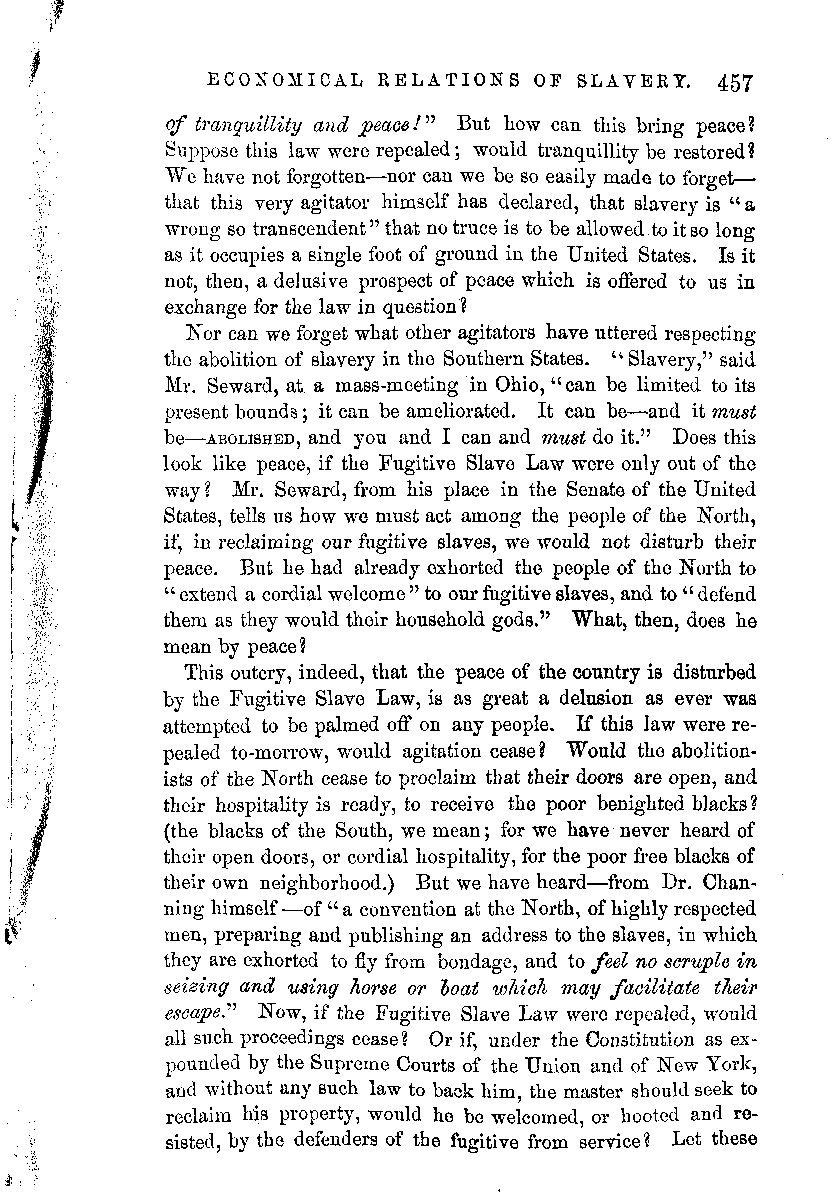 ECONOMICAL RELATIONS OF SLAVERY. 457
of tranquillity and peace!" But how can this bring peace?
Suppose this law were repealed; would tranquillity be restored?
We have not forgotten—nor can we be so easily made to forget—
that this very agitator himself has declared, that slavery is "a
wrong so transcendent" that no truce is to be allowed to it so long
as it occupies a single foot of ground in the United States. Is it
not, then, a delusive prospect of peace which is offered to us in
exchange for the law in question?
Nor can we forget what other agitators have uttered respecting
the abolition of slavery in the Southern States. "Slavery," said
Mr. Seward, at a mass-meeting in Ohio, "can be limited to its
present bounds; it can be ameliorated. It can be—and it must
be—ABOLISHED, and you and I can and must do it." Does this
look like peace, if the Fugitive Slave Law were only out of the
way? Mr. Seward, from his place in the Senate of the United
States, tells us how we must act among the people of the North,
if, in reclaiming our fugitive slaves, we would not disturb their
peace. But he had already exhorted the people of the North to
"extend a cordial welcome" to our fugitive slaves, and to "defend
them as they would their household gods." What, then, does he
mean by peace?
This outcry, indeed, that the peace of the country is disturbed
by the Fugitive Slave Law, is as great a delusion as ever was
attempted to be palmed off on any people. If this law were re-
pealed to-morrow, would agitation cease? Would the abolition-
ists of the North cease to proclaim that their doors are open, and
their hospitality is ready, to receive the poor benighted blacks?
(the blacks of the South, we mean; for we have never heard of
their open doors, or cordial hospitality, for the poor free blacks of
their own neighborhood.) But we have heard—from Dr. Chan-
ning himself—of "a convention at the North, of highly respected
men, preparing and publishing an address to the slaves, in which
they are exhorted to fly from bondage, and to feel no scruple in
seizing and using horse or boat which may facilitate their
escape." Now, if the Fugitive Slave Law were repealed, would
all such proceedings cease? Or if, under the Constitution as ex-
pounded by the Supreme Courts of the Union and of New York,
and without any such law to back him, the master should seek to
reclaim his property, would he be welcomed, or hooted and re-
sisted, by the defenders of the fugitive from service? Let these